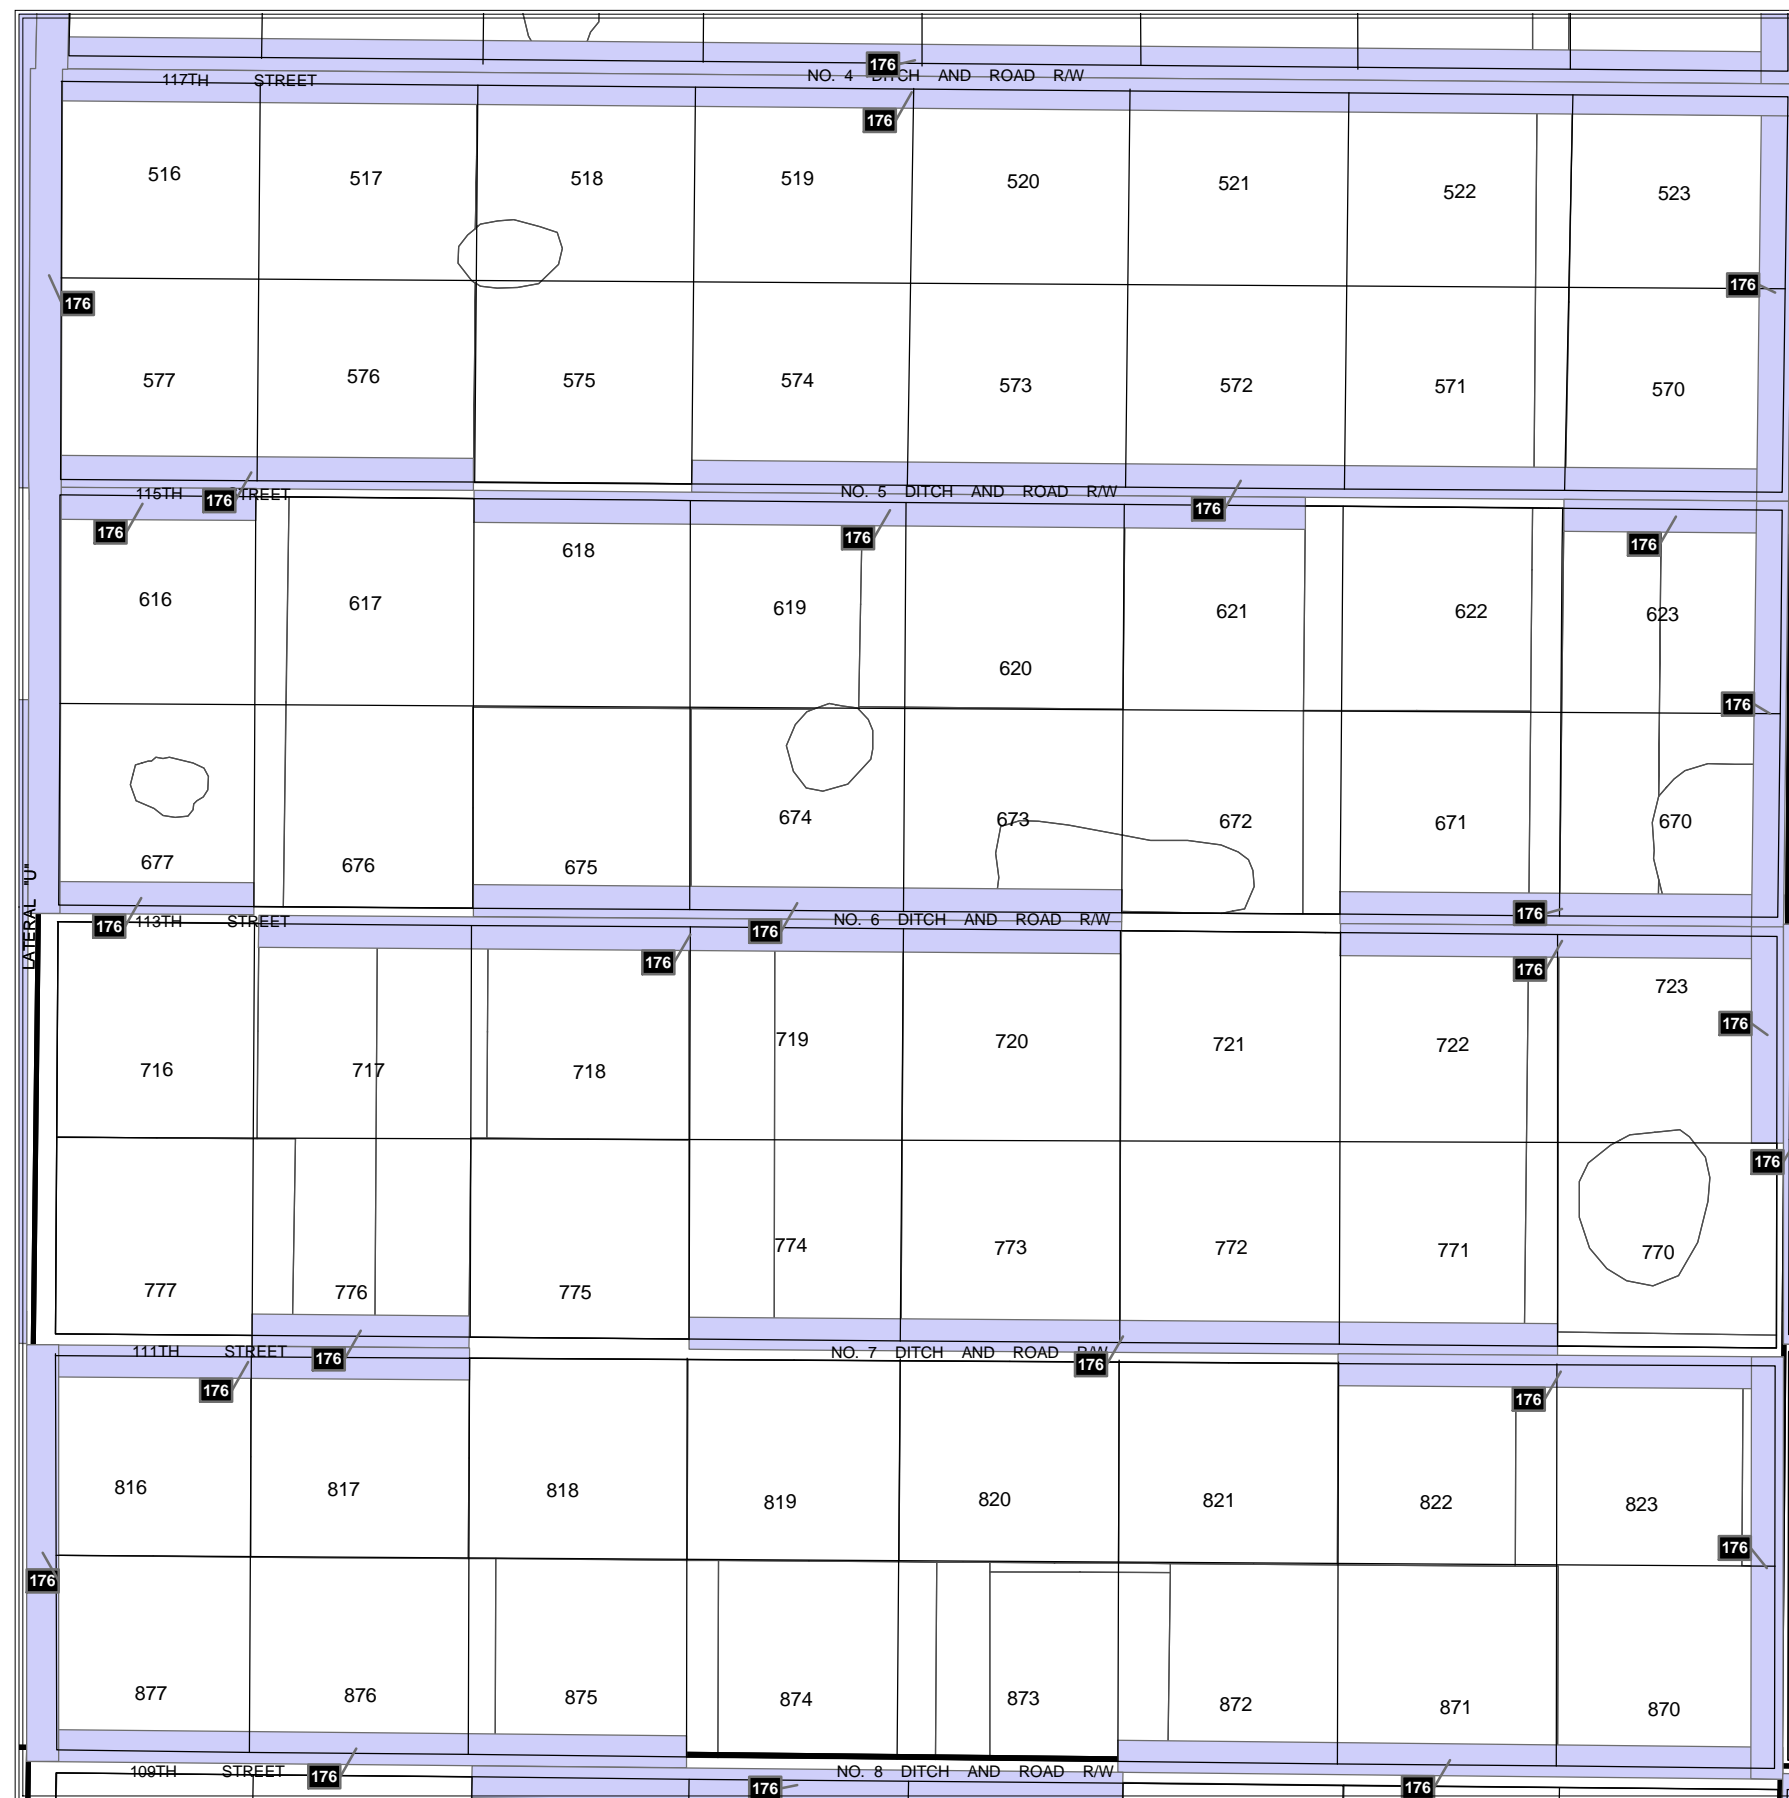 176
117TH STREET NO. 4 DITCH AND ROAD R/W
176
516 517 518 519 520 521 522 523
176 176
577 576 575 574 573 572 571 570
115TH STREET NO. 5 DITCH AND ROAD R/W
176 176
176 176 176
618
616 617 619 621 622 623
620
176
674 673 672 671 670
677 676 675
LATERAL "U"
113TH STREET NO. 6 DITCH AND ROAD R/W
176 176 176
176 176
723
176
719 720 721 722
716 717 718
176
774 773 772 771 770
777 776 775
111TH STREET NO. 7 DITCH AND ROAD R/W
176 176
176 176
816 817 818 819 820 821 822 823
176
176
877 876 875 874 873 872 871 870
109TH STREET NO. 8 DITCH AND ROAD R/W
176 176 176